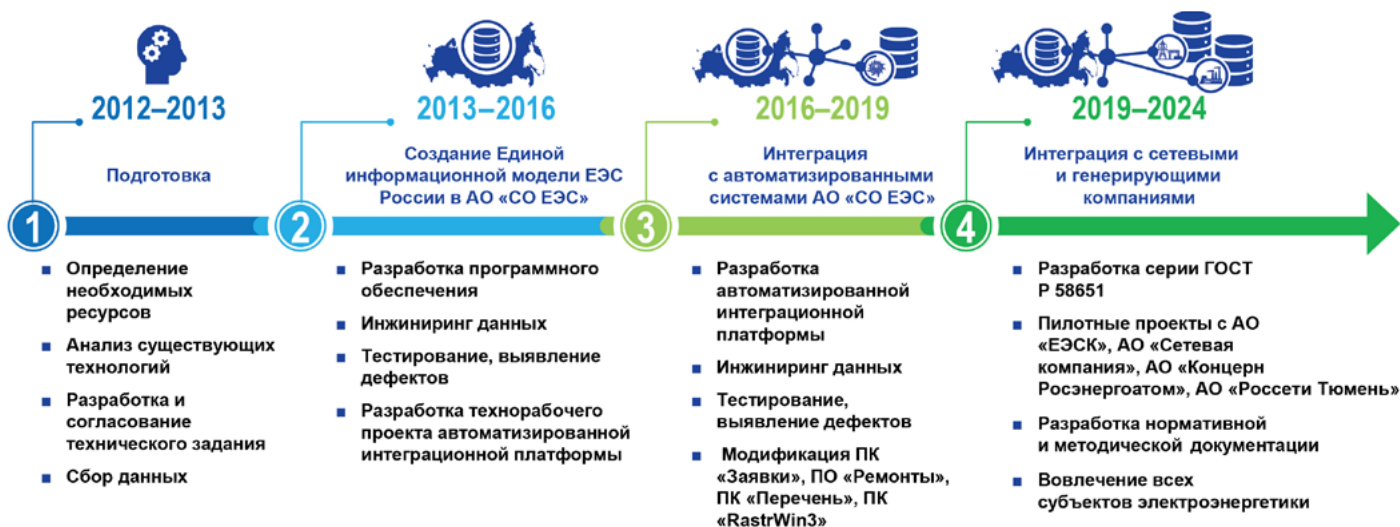 2012–2013
Подготовка
1
Определение
необходимых
ресурсов
Анализ существующих
технологий
Разработка и
согласование
технического задания
Сбор данных
2013–2016
Создание Единой
информационной модели ЕЭС
России в АО «СО ЕЭС»
2
Разработка программного
обеспечения
Инжиниринг данных
Тестирование, выявление
дефектов
Разработка технорабочего
проекта автоматизированной
интеграционной платформы
2016–2019
Интеграция
с автоматизированными
системами АО «СО ЕЭС»
3
Разработка
автоматизированной
интеграционной
платформы
Инжиниринг данных
Тестирование,
выявление дефектов
Модификация ПК
«Заявки», ПО «Ремонты»,
ПК «Перечень», ПК
«RastrWin3»
2019–2024
Интеграция с сетевыми
и генерирующими
компаниями
4
Разработка серии ГОСТ
Р 58651
Пилотные проекты с АО
«ЕЭСК», АО «Сетевая
компания», АО «Концерн
Росэнергоатом», АО «Россети Тюмень»
Разработка нормативной
и методической документации
Вовлечение всех
субъектов электроэнергетики